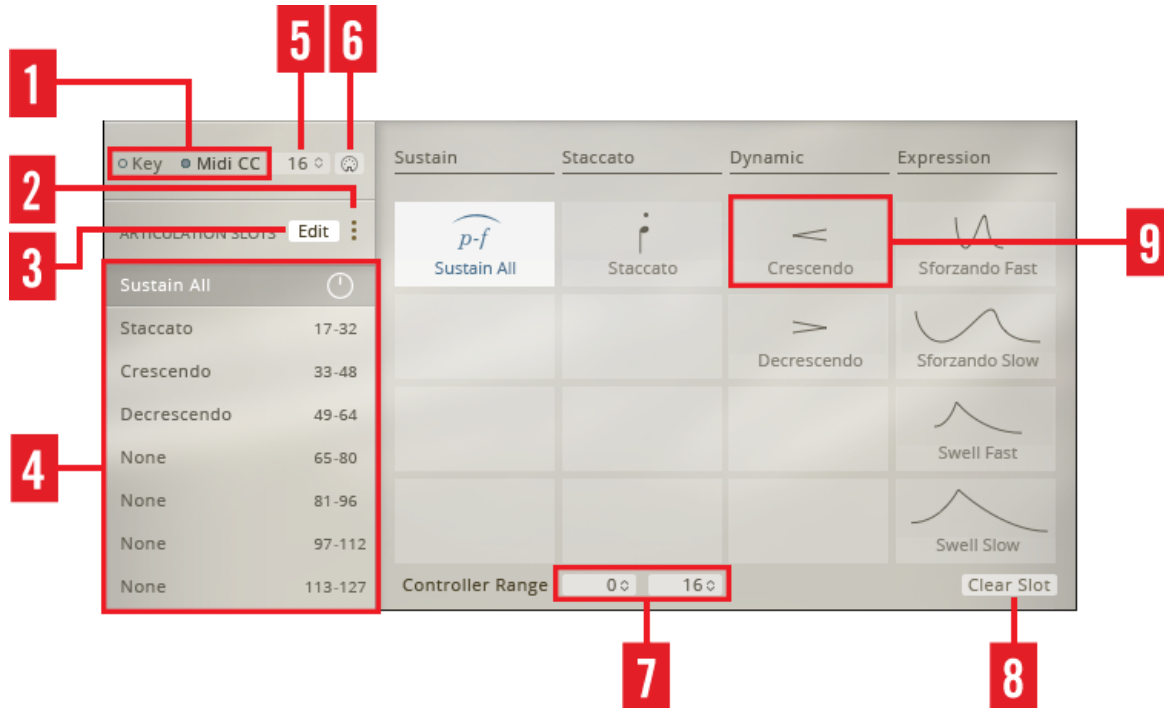 5 6
1
Key Midi CC 16
Sustain Staccato Dynamic Expression
2
ARTICULATION SLOTS Edit
3
p-f
Sustain All Staccato Crescendo Sforzando Fast
9
Sustain All
Staccato 17-32
Crescendo 33-48
Decrescendo Sforzando Slow
Decrescendo 49-64
4
None 65-80
Swell Fast
None 81-96
None 97-112
Swell Slow
None 113-127
Controller Range 0 16 Clear Slot
7 8